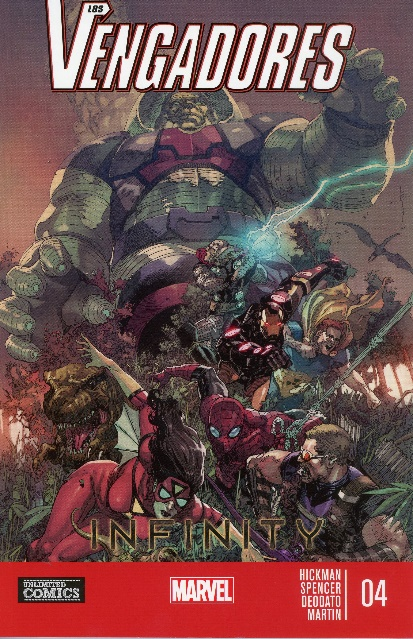 LOS
VENGADORES
INFINITY
UNLIMITED
COMICS
MARVEL
HICKMAN
SPENCER
DEODATO
MARTIN
04